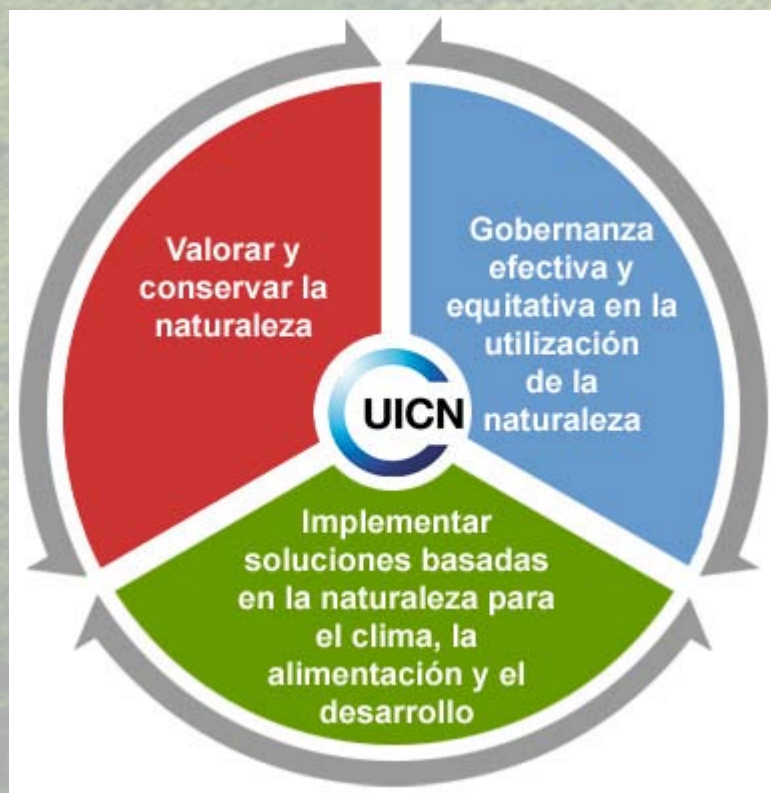 Valorar y
conservar la
naturaleza
Gobernanza
efectiva y
equitativa en la
utilización
de la
naturaleza
UICN
Implementar
soluciones basadas
en la naturaleza para
el clima, la
alimentación y el
desarrollo